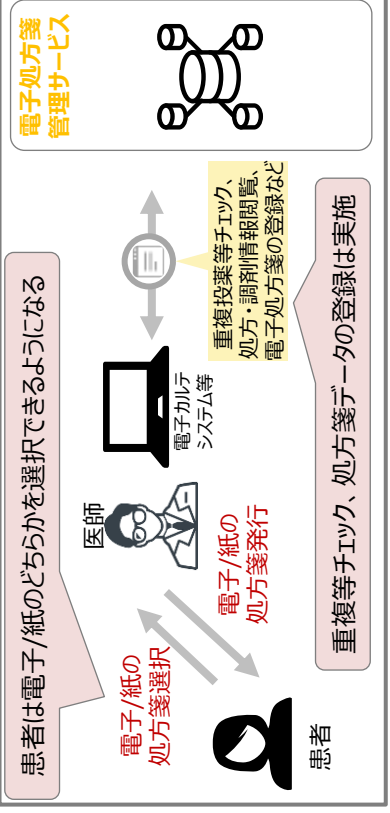 患者は電子/紙のどちらかを選択できるようになる
電子処方箋
管理サービス
医師
電子カルテ
システム等
電子/紙の
処方箋選択
電子/紙の
処方箋発行
重複投薬等チェック、
処方・調剤情報閲覧、
電子処方箋の登録など
患者
重複等チェック、処方箋データの登録は実施